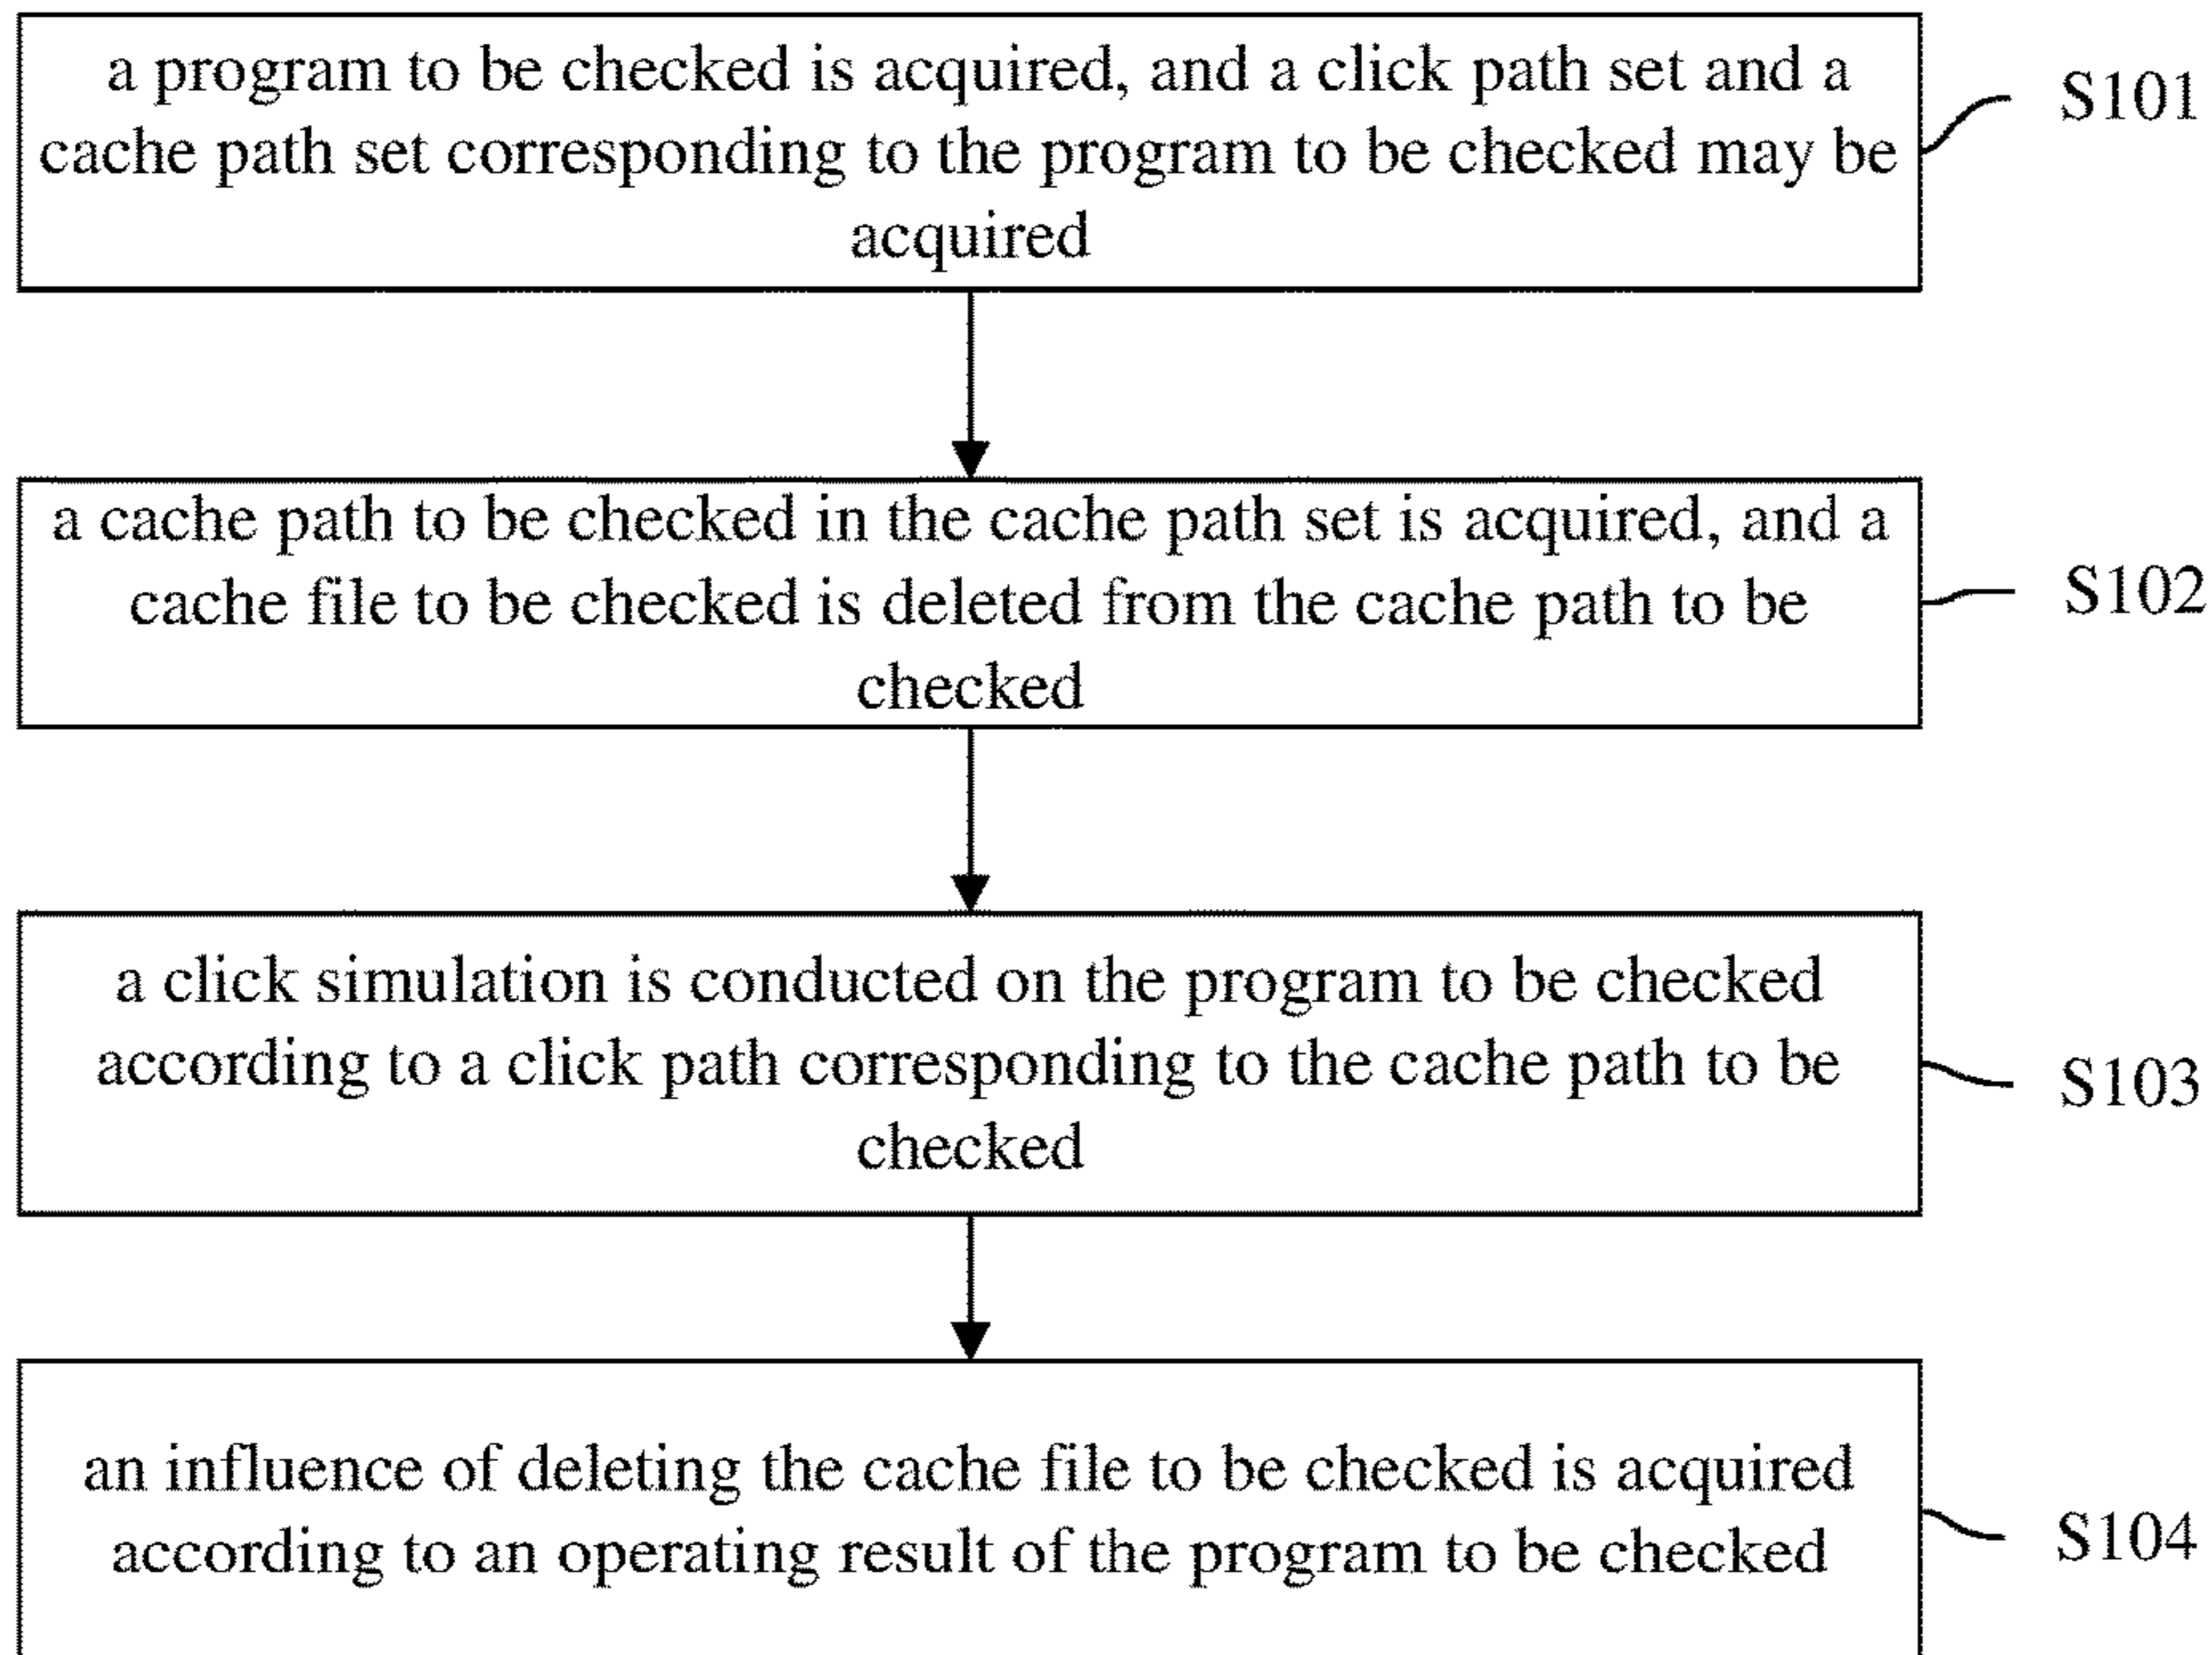 a program to be checked is acquired, and a click path set and a
cache path set corresponding to the program to be checked may be
acquired
S101
a cache path to be checked in the cache path set is acquired, and a
cache file to be checked is deleted from the cache path to be
checked
S102
a click simulation is conducted on the program to be checked
according to a click path corresponding to the cache path to be
checked
S103
an influence of deleting the cache file to be checked is acquired
according to an operating result of the program to be checked
S104